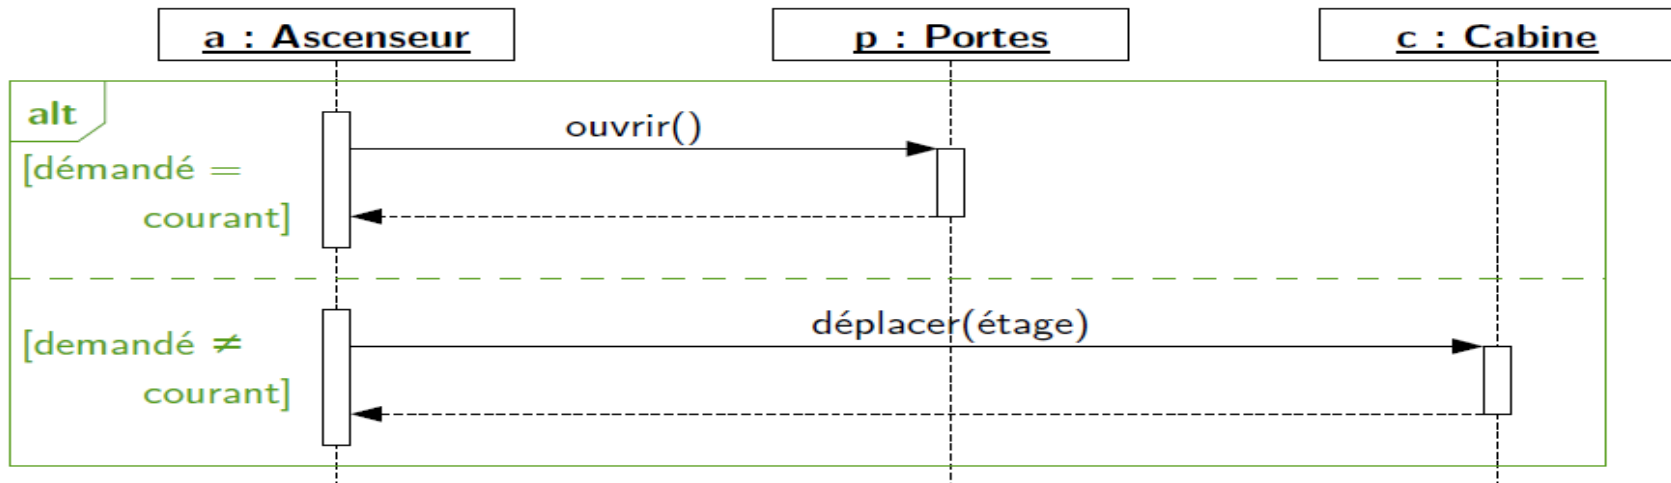 a : Ascenseur
p : Portes
c : Cabine
alt
ouvrir()
[démandé =
courant]
déplacer(étage)
[demandé ≠
courant]